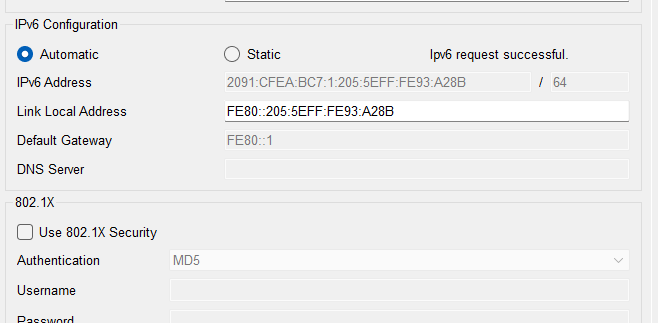 IPv6 Configuration
Automatic Static Ipv6 request successful.
IPv6 Address 2091:CFEA:BC7:1:205:5EFF:FE93:A28B / 64
Link Local Address FE80::205:5EFF:FE93:A28B
Default Gateway FE80::1
DNS Server
802.1X
Use 802.1X Security
Authentication MD5
Username
Password